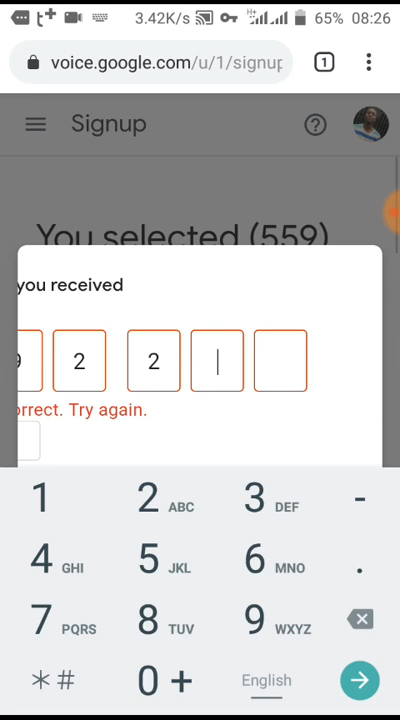 3.42K/s H+ 65% 08:26
voice.google.com/u/1/signup 1
Signup
You selected (559)
you received
2 2
orrect. Try again.
1 2 ABC 3 DEF -
4 GHI 5 JKL 6 MNO .
7 PQRS 8 TUV 9 WXYZ
*# 0 + English